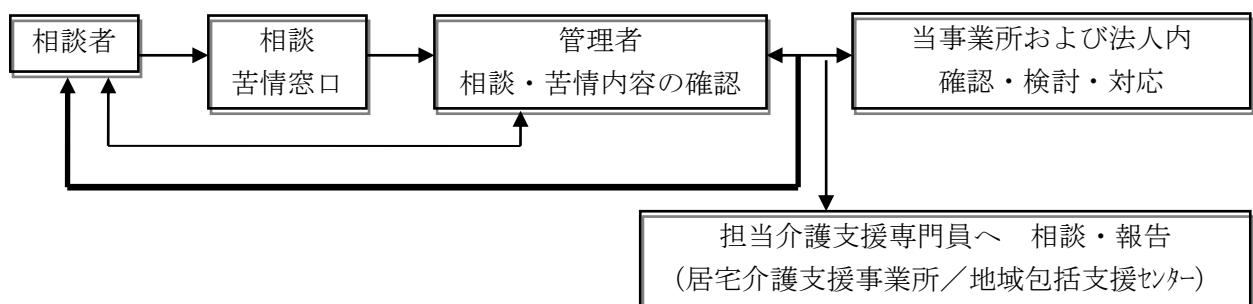 相談者
相談
苦情窓口
管理者
相談・苦情内容の確認
当事業所および法人内
確認・検討・対応
担当介護支援専門員へ　相談・報告
(居宅介護支援事業所／地域包括支援ｾﾝﾀｰ)